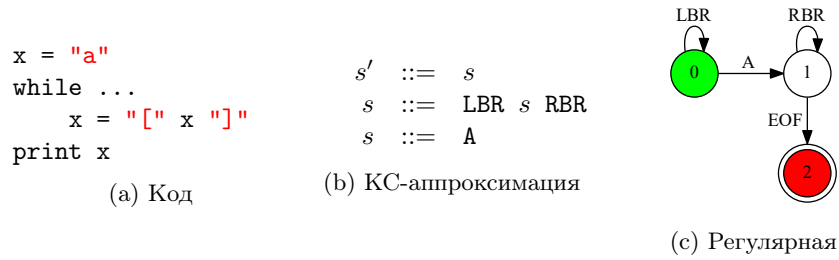 x = "a"
while ...
x = "[" x "]"
print x
(a) Код
s′ ::= s
s ::= LBR s RBR
s ::= A
(b) КС-аппроксимация
LBR
RBR
0
A
1
EOF
2
(c) Регулярная